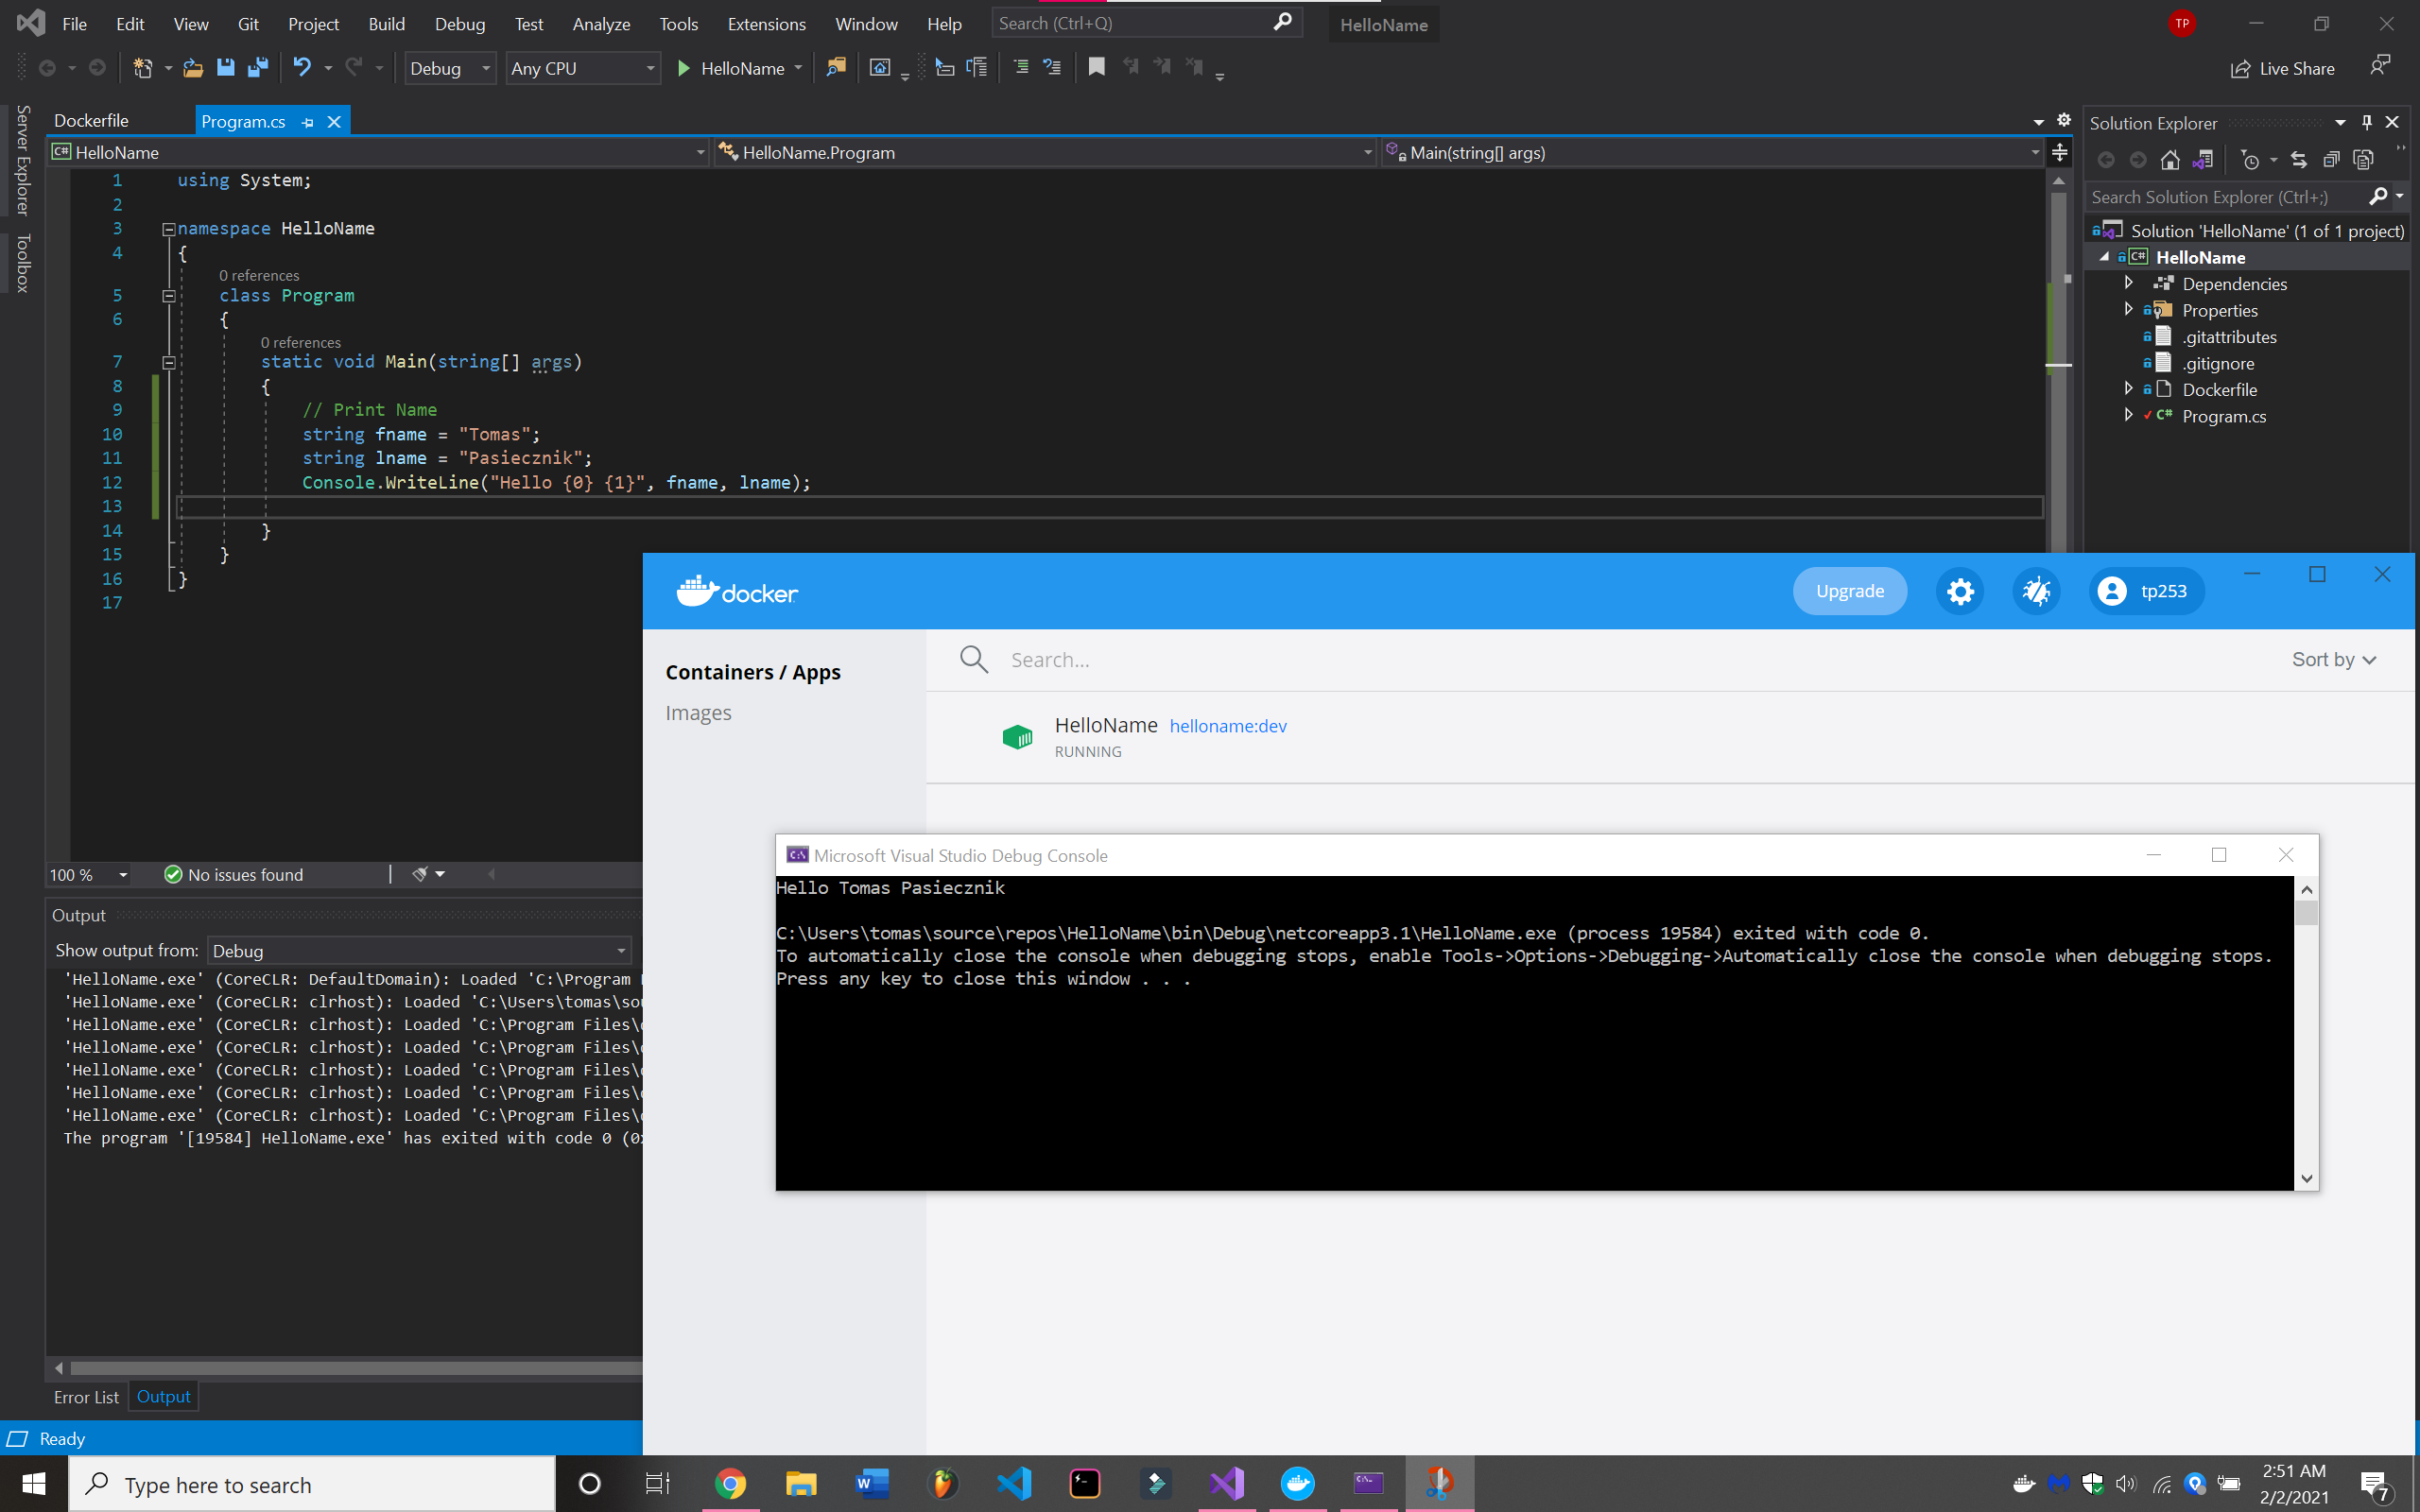 File Edit View Git Project Build Debug Test Analyze Tools Extensions Window Help Search (Ctrl+Q) HelloName TP
Debug Any CPU HelloName Live Share
Server Explorer
Toolbox
Dockerfile Program.cs
HelloName HelloName.Program Main(string[] args)
1 using System;
2
3 namespace HelloName
4 {
0 references
5 class Program
6 {
0 references
7 static void Main(string[] args)
8 {
9 // Print Name
10 string fname = "Tomas";
11 string lname = "Pasiecznik";
12 Console.WriteLine("Hello {0} {1}", fname, lname);
13
14 }
15 }
16 }
17
100 % No issues found
Output
Show output from: Debug
'HelloName.exe' (CoreCLR: DefaultDomain): Loaded 'C:\Program
'HelloName.exe' (CoreCLR: clrhost): Loaded 'C:\Users\tomas\sou
'HelloName.exe' (CoreCLR: clrhost): Loaded 'C:\Program Files\
'HelloName.exe' (CoreCLR: clrhost): Loaded 'C:\Program Files\
'HelloName.exe' (CoreCLR: clrhost): Loaded 'C:\Program Files\
'HelloName.exe' (CoreCLR: clrhost): Loaded 'C:\Program Files\
'HelloName.exe' (CoreCLR: clrhost): Loaded 'C:\Program Files\
The program '[19584] HelloName.exe' has exited with code 0 (0
Error List Output
Ready
Solution Explorer
Search Solution Explorer (Ctrl+;)
Solution 'HelloName' (1 of 1 project)
C# HelloName
Dependencies
Properties
.gitattributes
.gitignore
Dockerfile
C# Program.cs
docker Upgrade tp253
Containers / Apps
Images
Search... Sort by
HelloName helloname:dev
RUNNING
Microsoft Visual Studio Debug Console
Hello Tomas Pasiecznik
C:\Users\tomas\source\repos\HelloName\bin\Debug\netcoreapp3.1\HelloName.exe (process 19584) exited with code 0.
To automatically close the console when debugging stops, enable Tools->Options->Debugging->Automatically close the console when debugging stops.
Press any key to close this window . . .
Type here to search
2:51 AM
2/2/2021
7